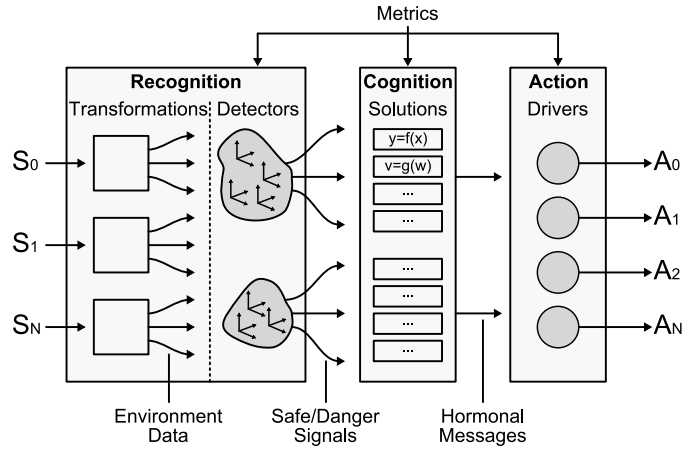 Metrics
Recognition
Cognition
Action
Transformations
Detectors
Solutions
Drivers
y=f(x)
v=g(w)
...
...
...
...
...
...
S0
S1
SN
A0
A1
A2
AN
Environment
Data
Safe/Danger
Signals
Hormonal
Messages